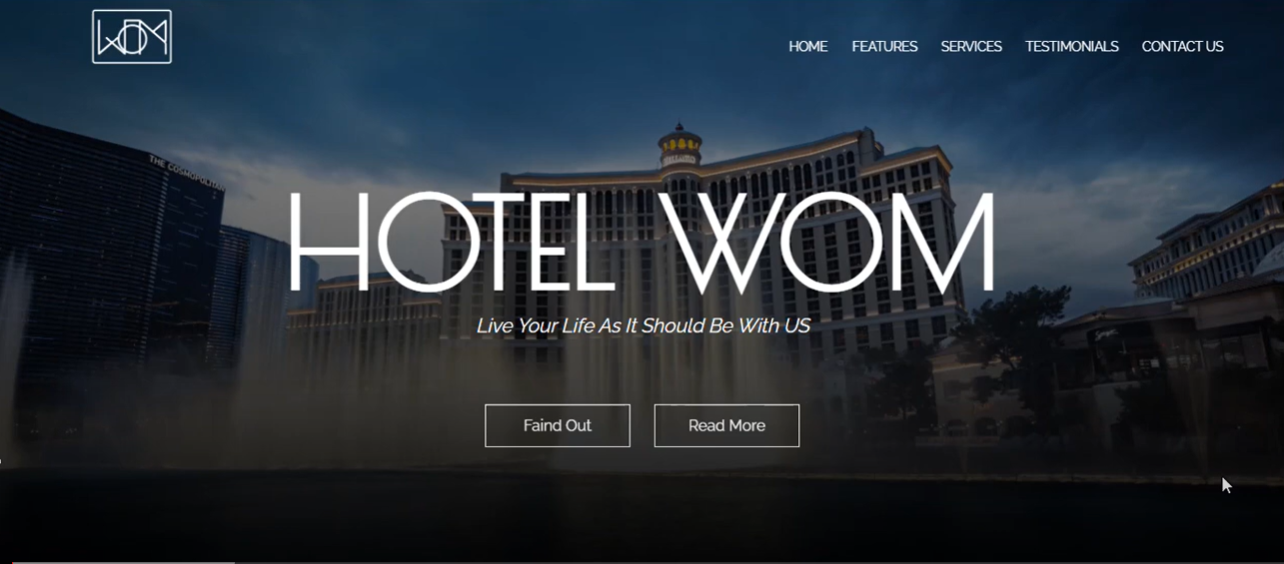 WOM
HOME FEATURES SERVICES TESTIMONIALS CONTACT US
THE COSMOPOLITAN
HOTEL WOM
Live Your Life As It Should Be With US
Faind Out
Read More